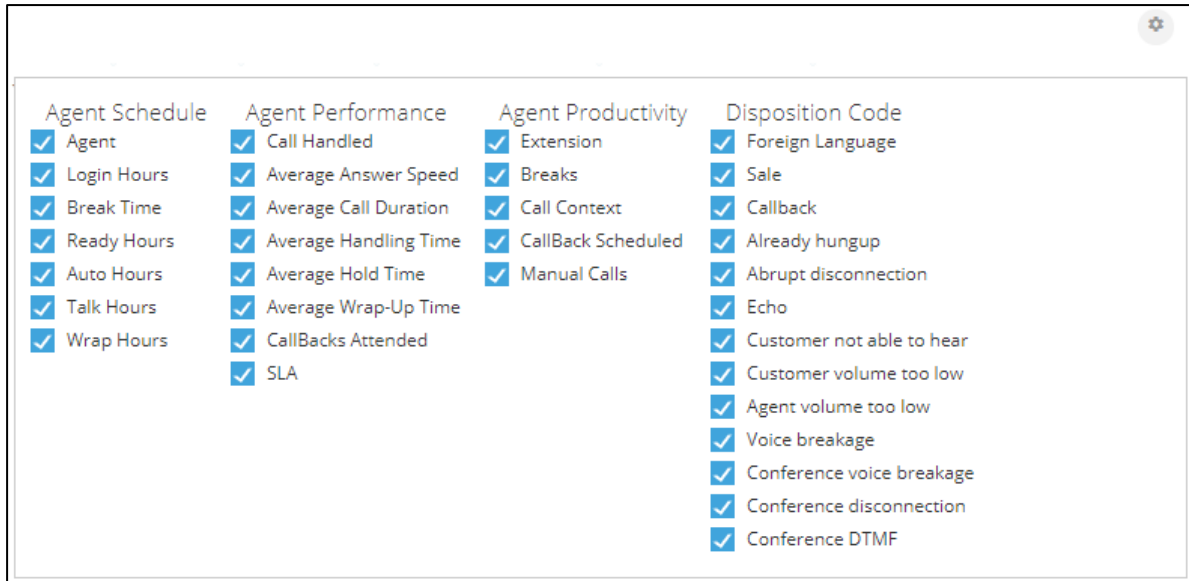 Agent Schedule
Agent
Login Hours
Break Time
Ready Hours
Auto Hours
Talk Hours
Wrap Hours
Agent Performance
Call Handled
Average Answer Speed
Average Call Duration
Average Handling Time
Average Hold Time
Average Wrap-Up Time
CallBacks Attended
SLA
Agent Productivity
Extension
Breaks
Call Context
CallBack Scheduled
Manual Calls
Disposition Code
Foreign Language
Sale
Callback
Already hungup
Abrupt disconnection
Echo
Customer not able to hear
Customer volume too low
Agent volume too low
Voice breakage
Conference voice breakage
Conference disconnection
Conference DTMF